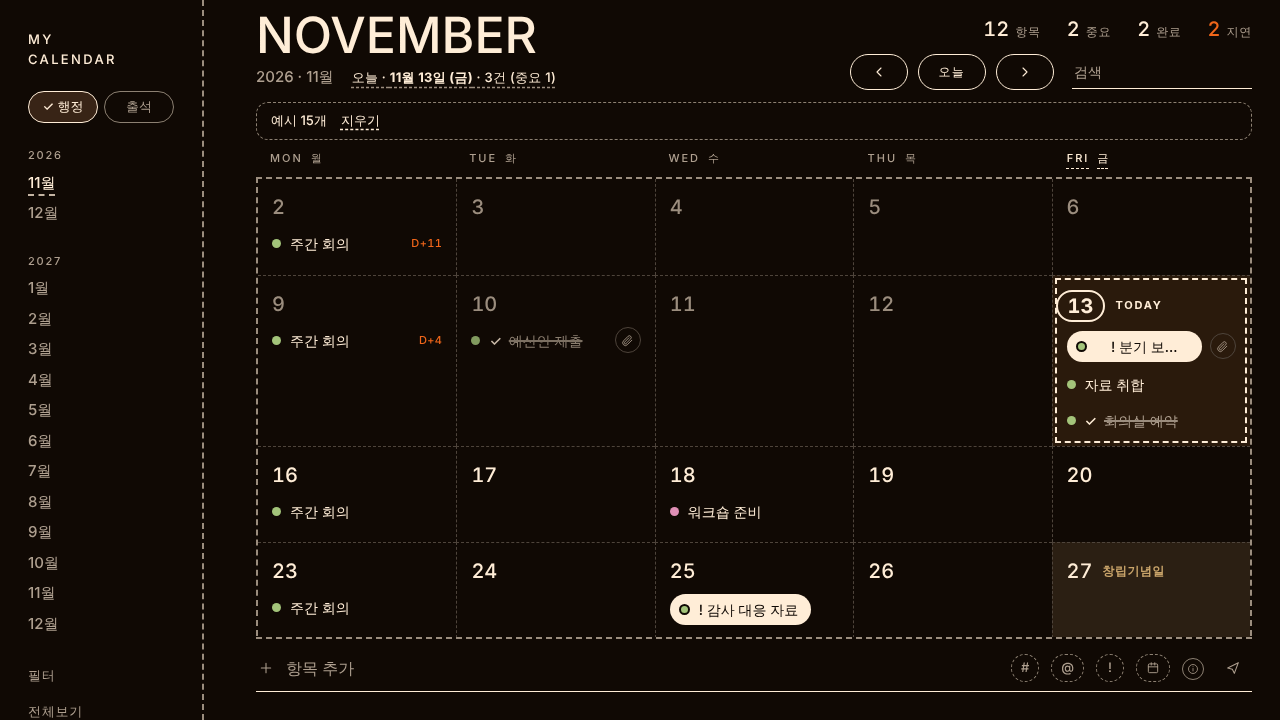 MY
CALENDAR
행정
출석
2026
11월
12월
2027
1월
2월
3월
4월
5월
6월
7월
8월
9월
10월
11월
12월
필터
전체보기
NOVEMBER
2026 · 11월 오늘 · 11월 13일 (금) · 3건 (중요 1)
12 항목 2 중요 2 완료 2 지연
오늘
검색
예시 15개 지우기
MON 월 TUE 화 WED 수 THU 목 FRI 금
2 3 4 5 6
주간 회의 D+11
9 10 11 12 13 TODAY
주간 회의 D+4
예산안 제출
! 분기 보...
자료 취합
회의실 예약
16 17 18 19 20
주간 회의
워크숍 준비
23 24 25 26 27 창립기념일
주간 회의
! 감사 대응 자료
+ 항목 추가 # @ !